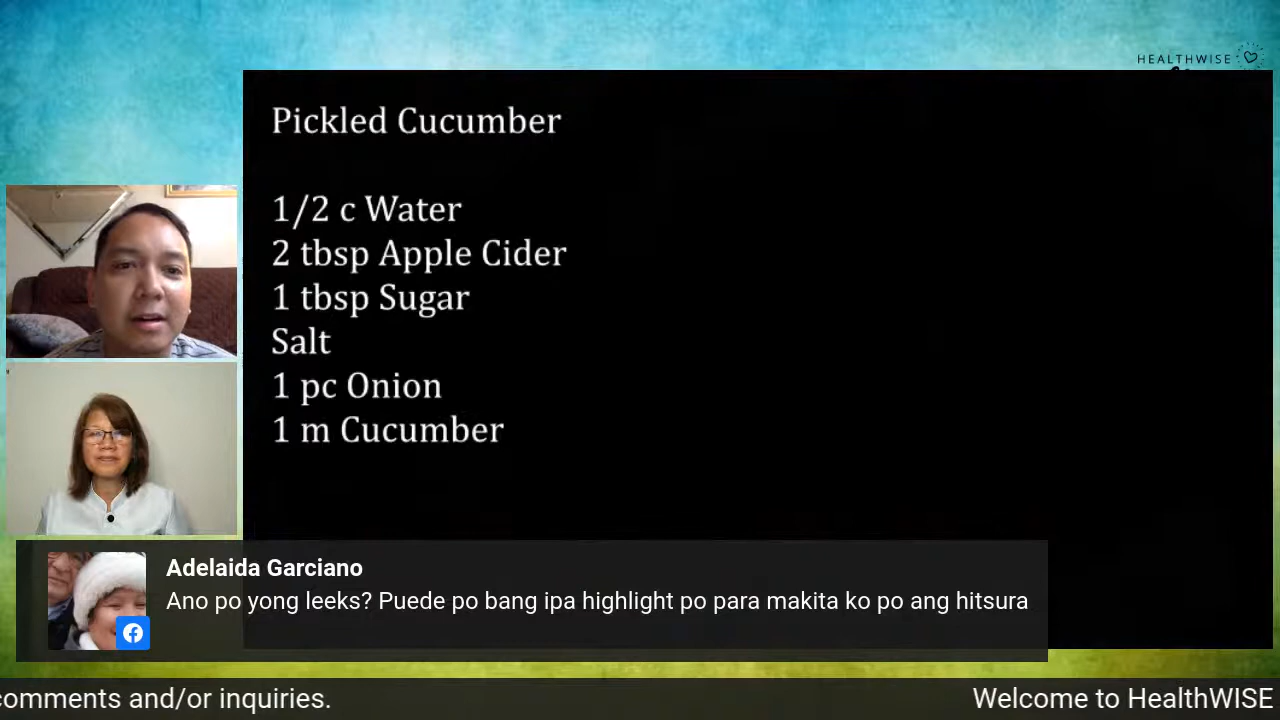 HEALTHWISE
Pickled Cucumber
1/2 c Water
2 tbsp Apple Cider
1 tbsp Sugar
Salt
1 pc Onion
1 m Cucumber
Adelaida Garciano
Ano po yong leeks? Puede po bang ipa highlight po para makita ko po ang hitsura
comments and/or inquiries.
Welcome to HealthWISE